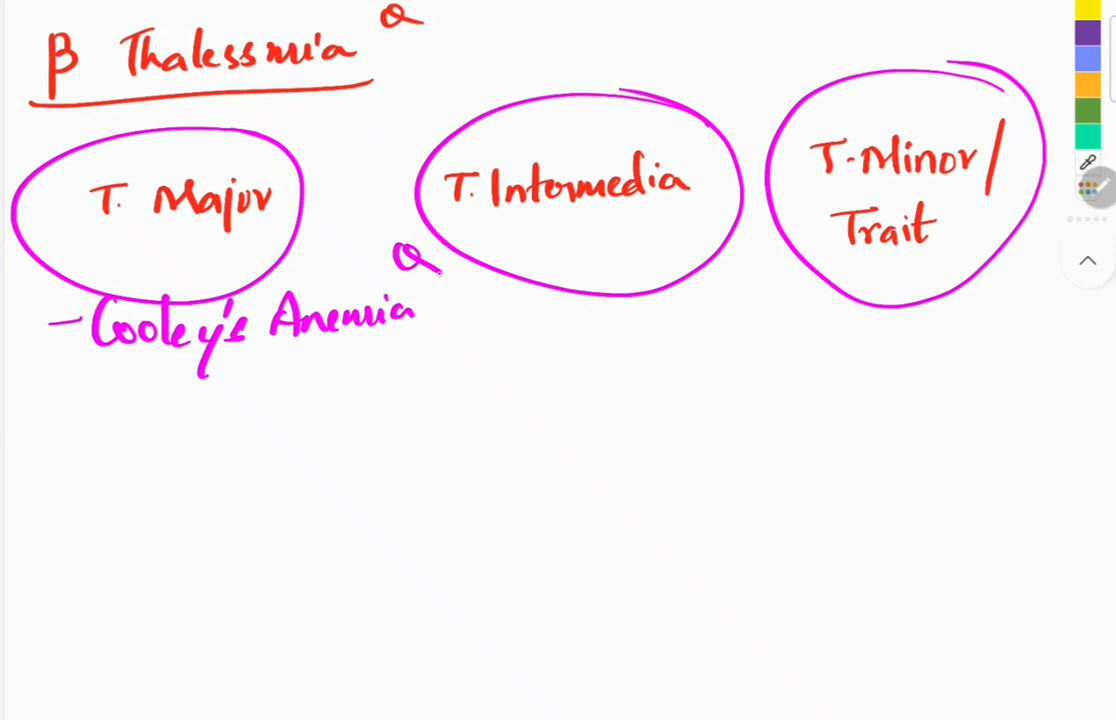 β Thalessmia Q
T. Major
T. Intermedia
T. Minor /
Trait
- Cooley's Anemia Q